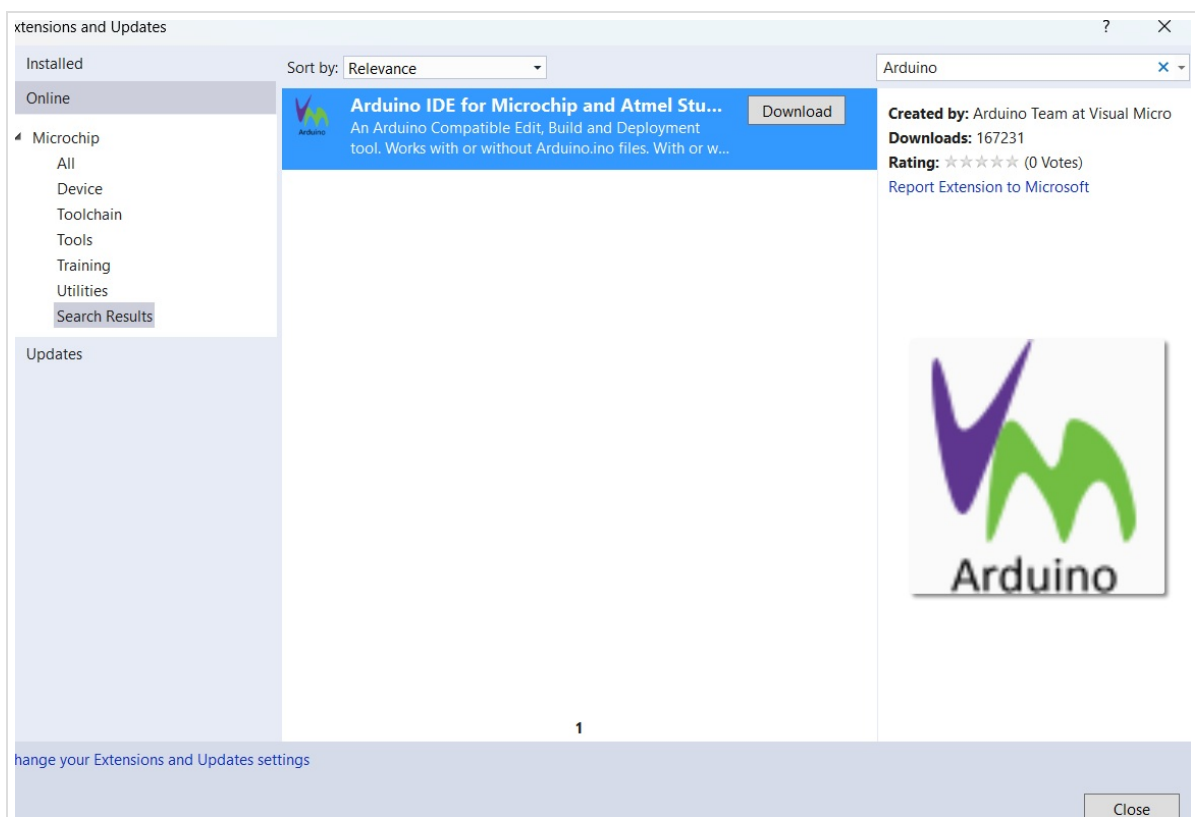 xtensions and Updates
? X
Installed
Sort by: Relevance
Arduino
Online
Microchip
All
Device
Toolchain
Tools
Training
Utilities
Search Results
Updates
Arduino
Arduino IDE for Microchip and Atmel Stu...
Download
An Arduino Compatible Edit, Build and Deployment
tool. Works with or without Arduino.ino files. With or w...
Created by: Arduino Team at Visual Micro
Downloads: 167231
Rating: ★★★★★ (0 Votes)
Report Extension to Microsoft
Arduino
1
hange your Extensions and Updates settings
Close